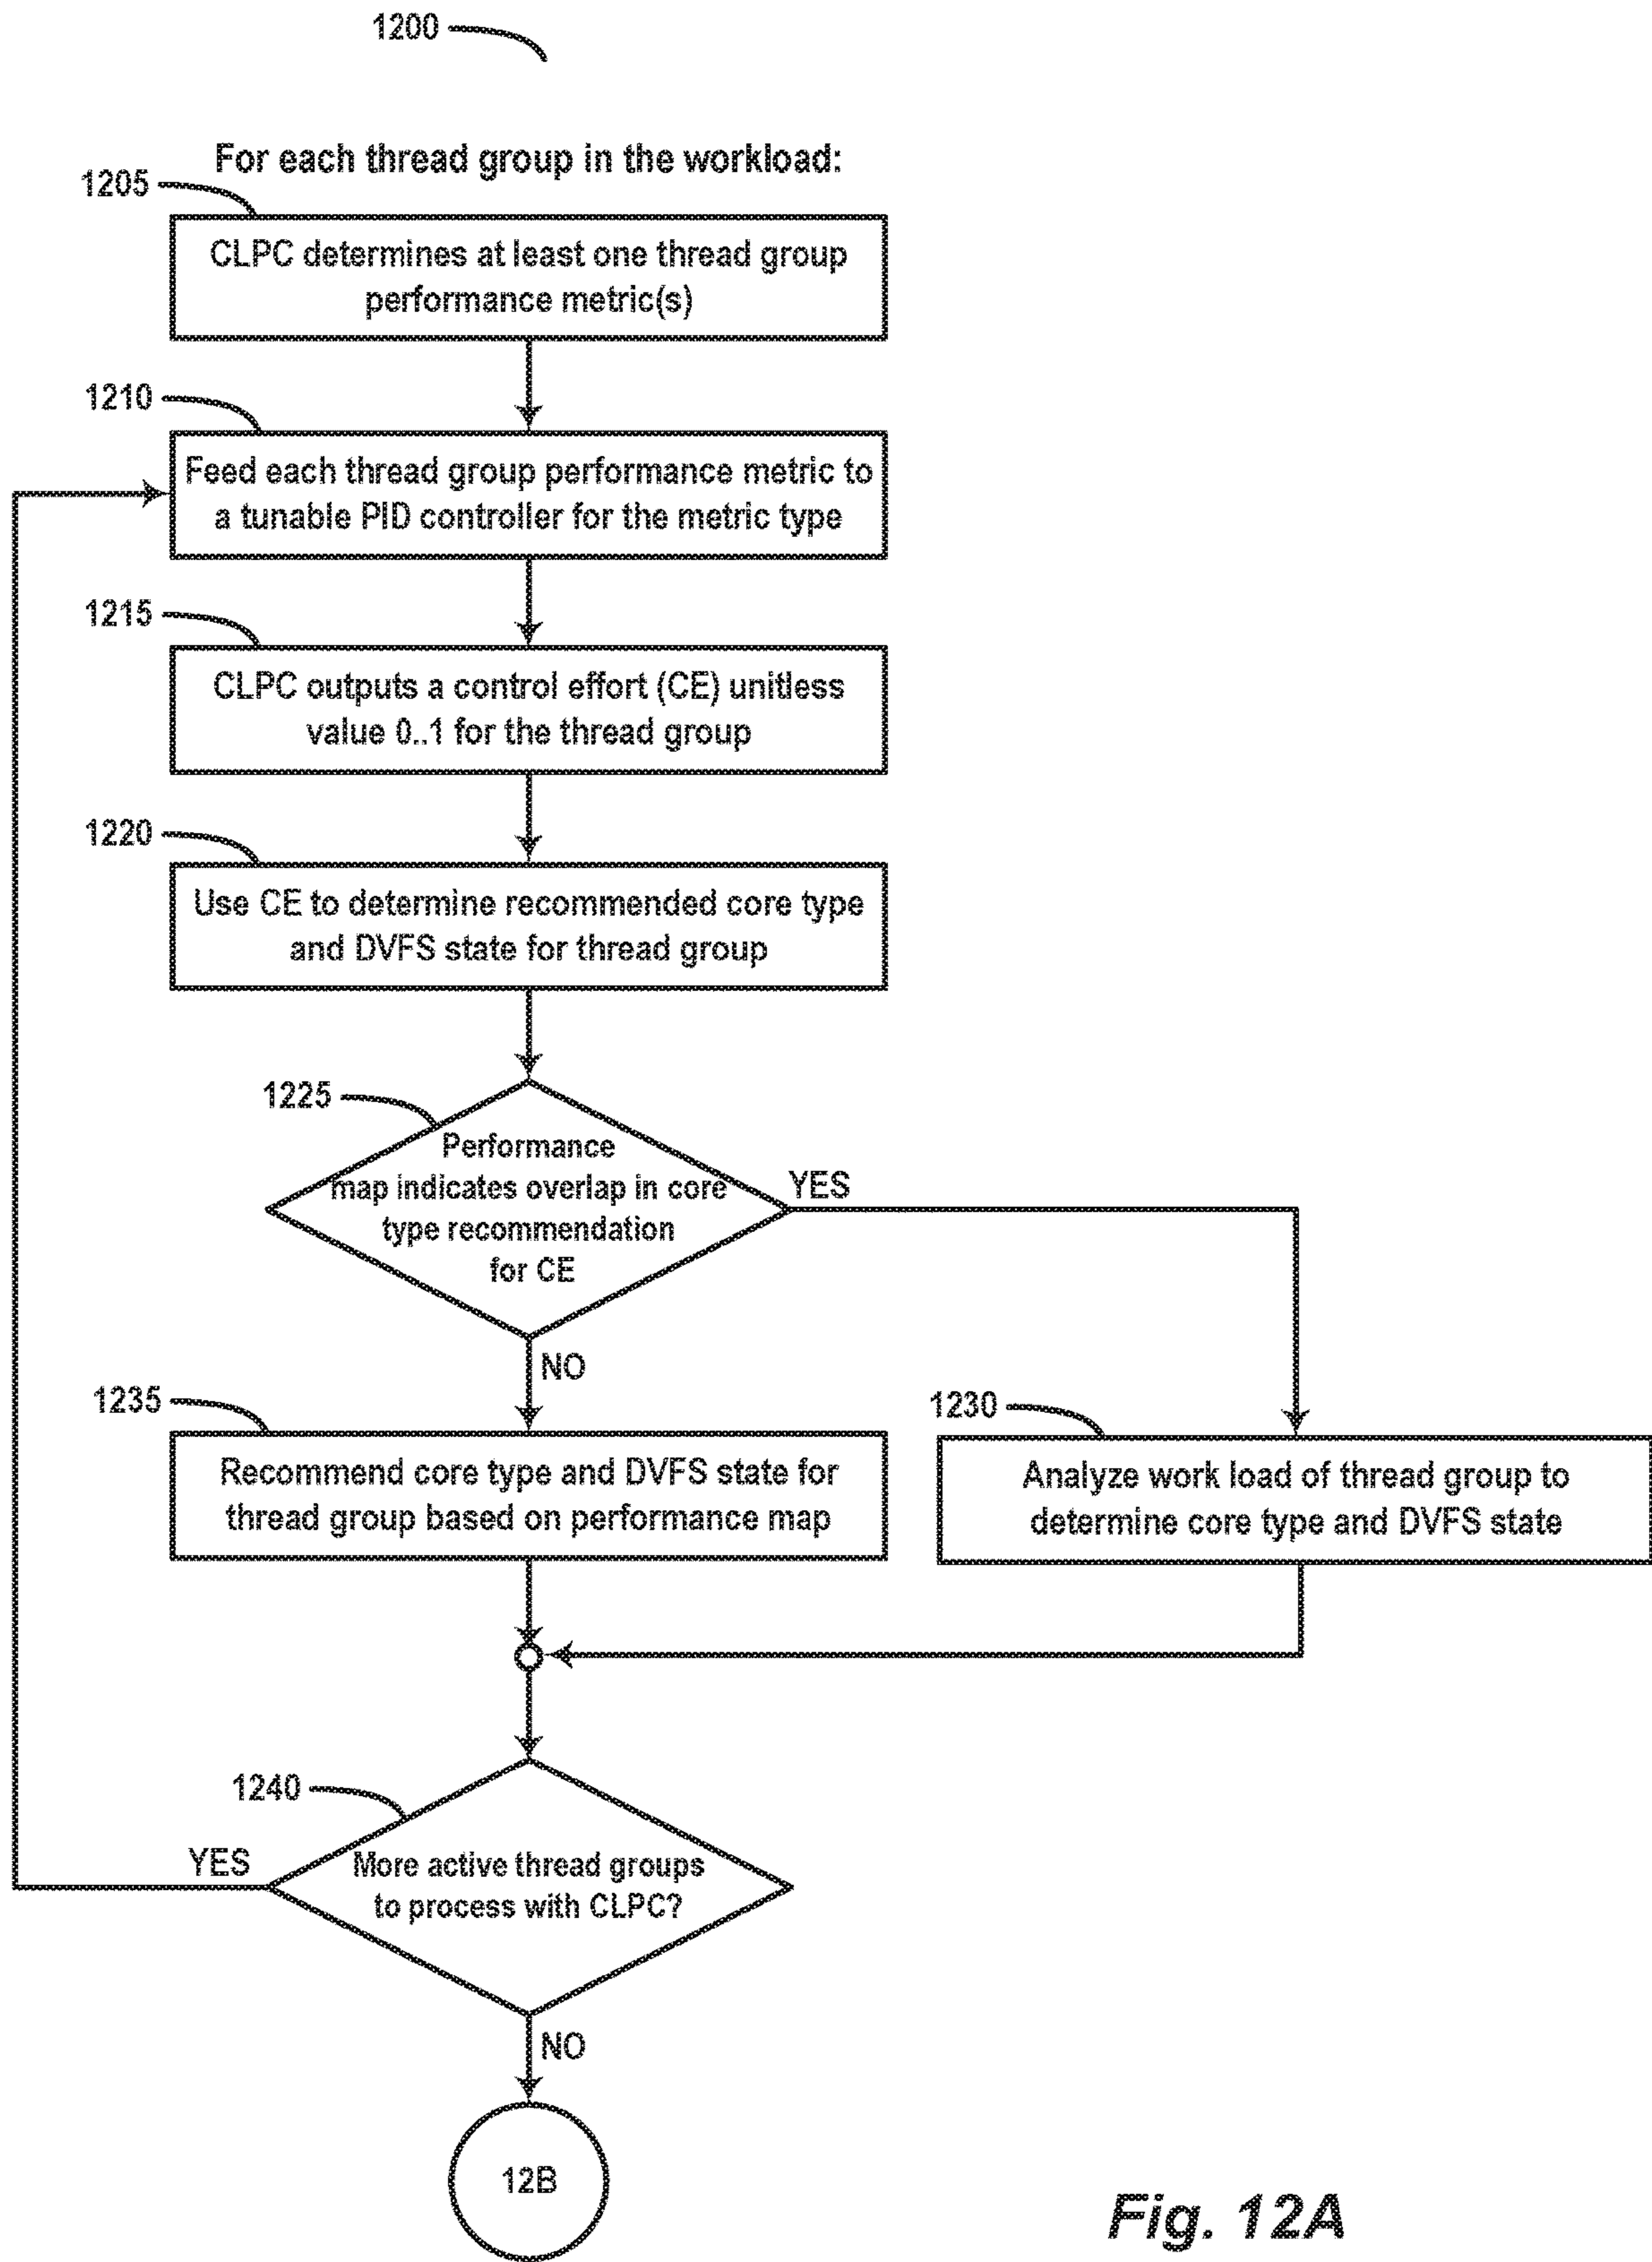 1200
For each thread group in the workload:
1205
CLPC determines at least one thread group
performance metric(s)
1210
Feed each thread group performance metric to
a tunable PID controller for the metric type
1215
CLPC outputs a control effort (CE) unitless
value 0..1 for the thread group
1220
Use CE to determine recommended core type
and DVFS state for thread group
1225
Performance
map indicates overlap in core
type recommendation
for CE
YES
NO
1235
Recommend core type and DVFS state for
thread group based on performance map
1230
Analyze work load of thread group to
determine core type and DVFS state
1240
More active thread groups
to process with CLPC?
YES
NO
12B
Fig. 12A